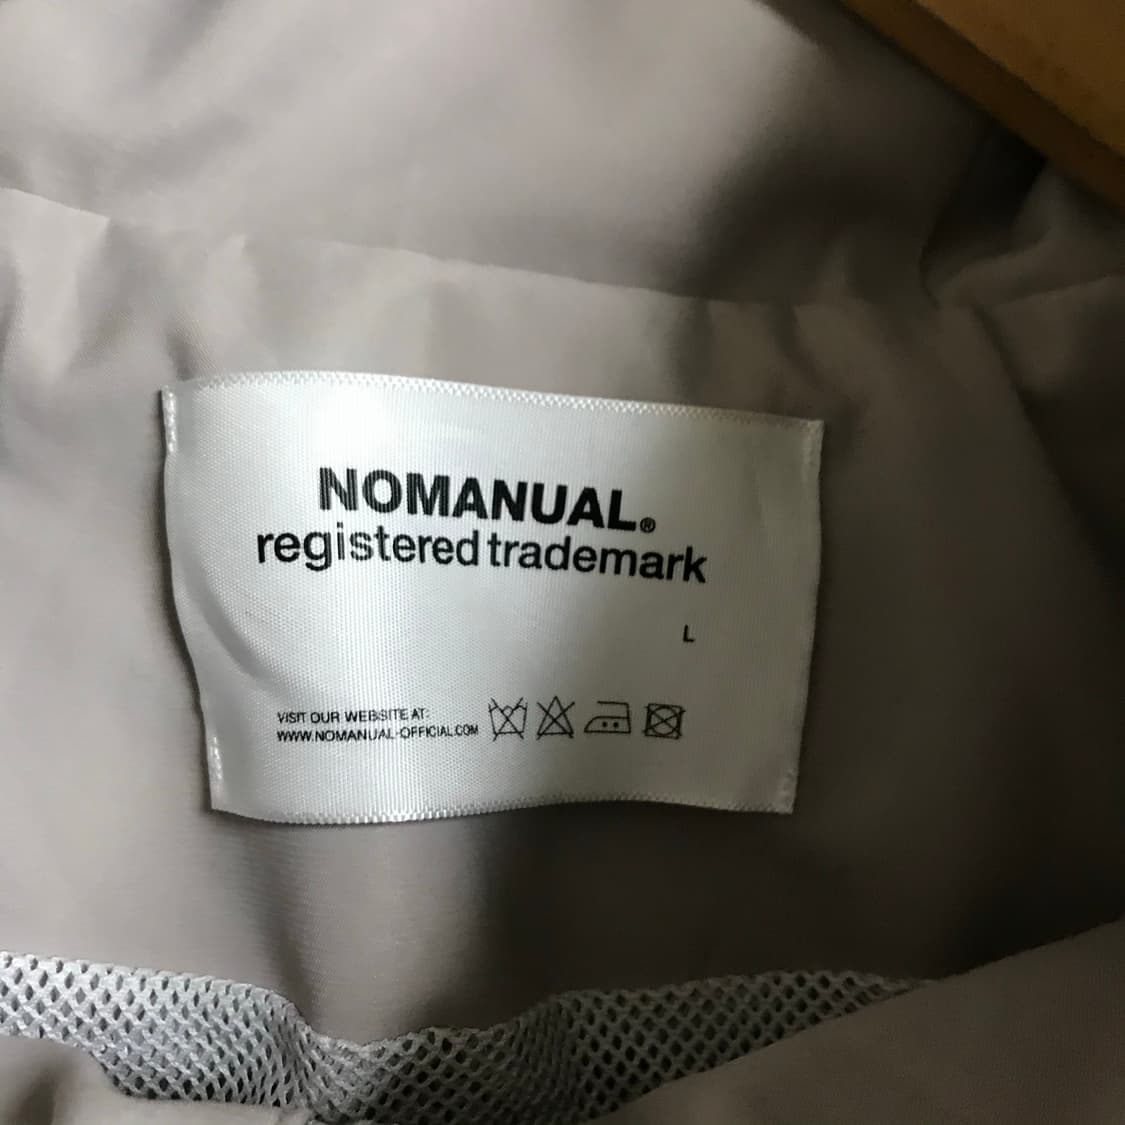 NOMANUAL.®
registered trademark
L
VISIT OUR WEBSITE AT:
WWW.NOMANUAL-OFFICIAL.COM